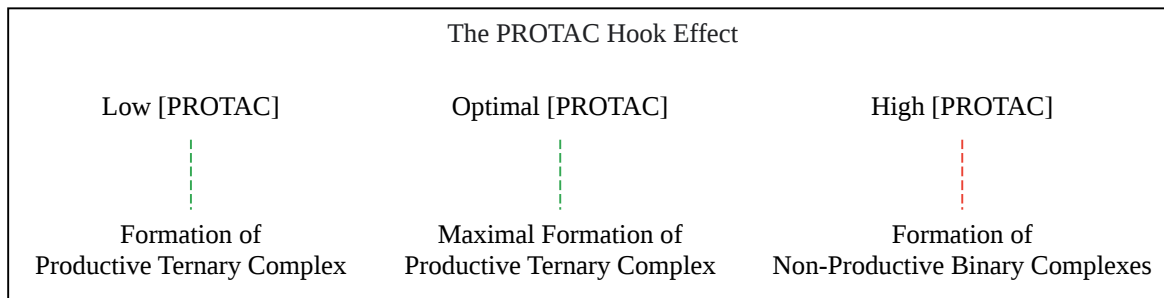 The PROTAC Hook Effect
Low [PROTAC]
Optimal [PROTAC]
High [PROTAC]
Formation of
Productive Ternary Complex
Maximal Formation of
Productive Ternary Complex
Formation of
Non-Productive Binary Complexes